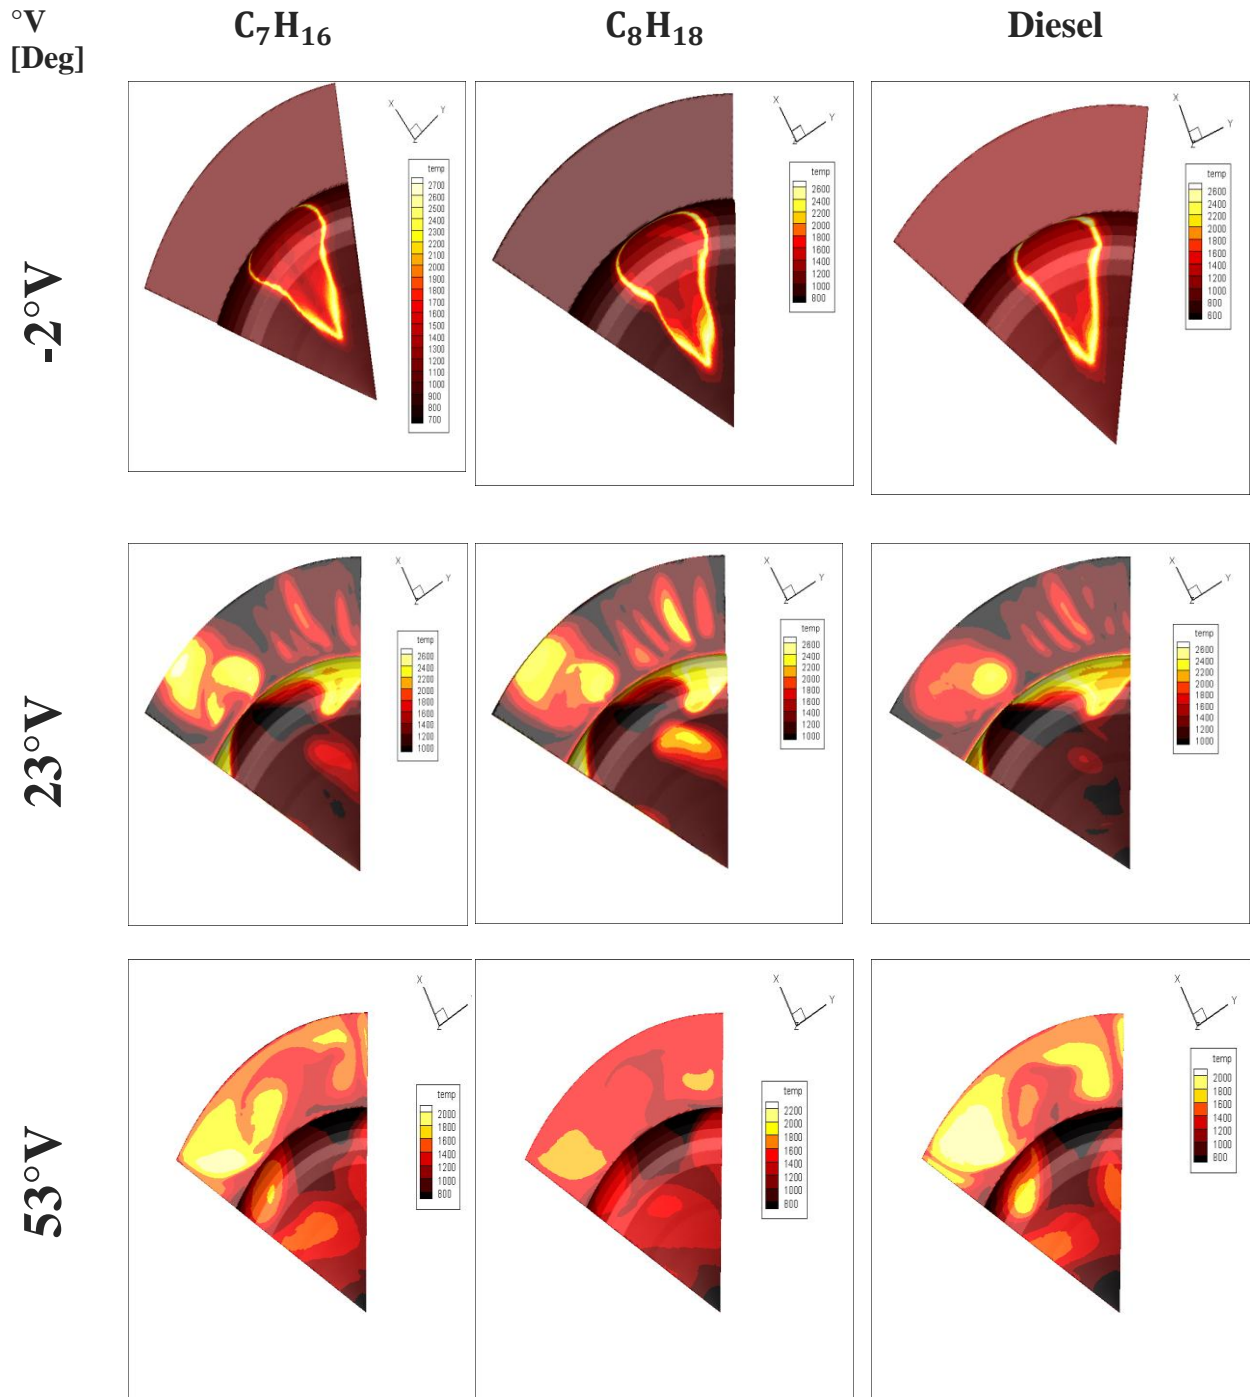 °V
[Deg]
C₇H₁₆
C₈H₁₈
Diesel
-2°V
X
Y
Z
temp
2700
2600
2500
2400
2300
2200
2100
2000
1900
1800
1700
1600
1500
1400
1300
1200
1100
1000
900
800
700
X
Y
Z
temp
2600
2400
2200
2000
1800
1600
1400
1200
1000
800
X
Y
Z
temp
2600
2400
2200
2000
1800
1600
1400
1200
1000
800
600
23°V
X
Y
Z
temp
2600
2400
2200
2000
1800
1600
1400
1200
1000
X
Y
Z
temp
2600
2400
2200
2000
1800
1600
1400
1200
1000
X
Y
Z
temp
2600
2400
2200
2000
1800
1600
1400
1200
1000
53°V
X
Z
temp
2000
1800
1600
1400
1200
1000
800
X
Y
Z
temp
2200
2000
1800
1600
1400
1200
1000
800
X
Y
Z
temp
2000
1800
1600
1400
1200
1000
800